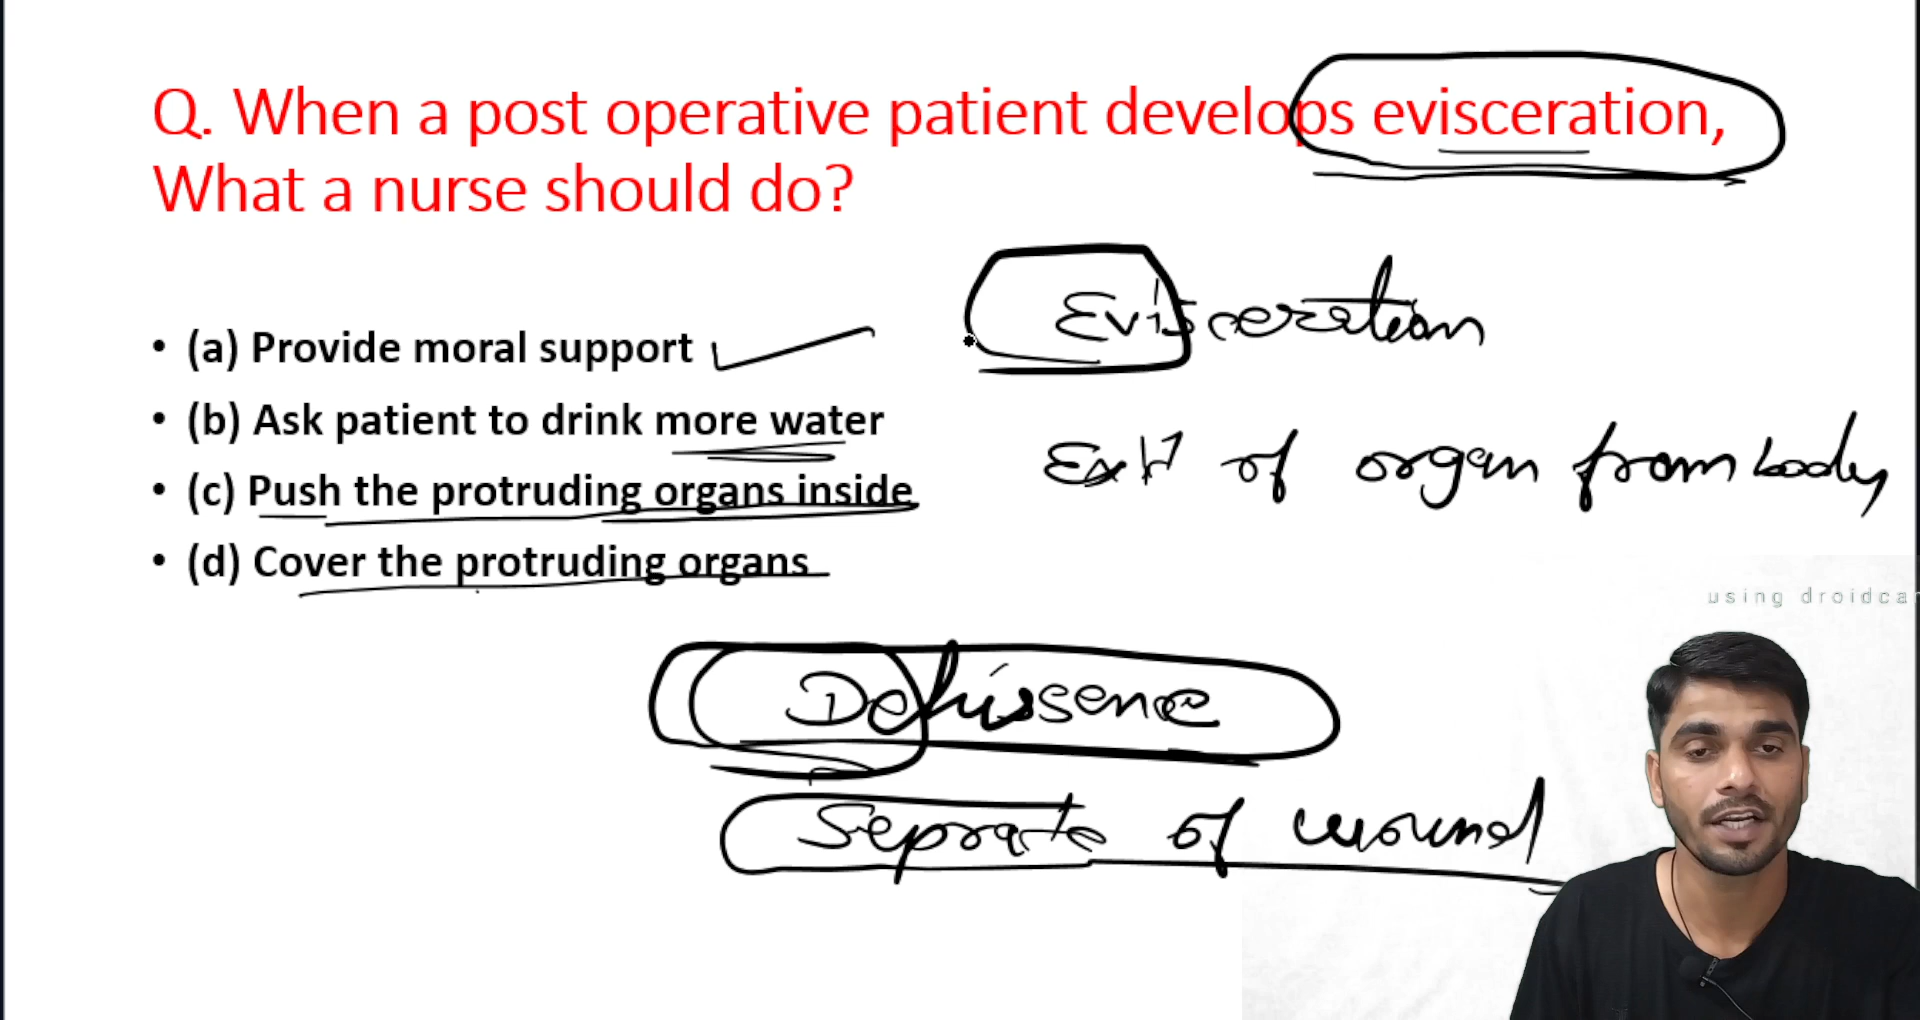 Q. When a post operative patient develops evisceration,
What a nurse should do?
• (a) Provide moral support
• (b) Ask patient to drink more water
• (c) Push the protruding organs inside
• (d) Cover the protruding organs
Evisceration
Exit of organ from body
using droidca
Dehissence
Seprate of wound